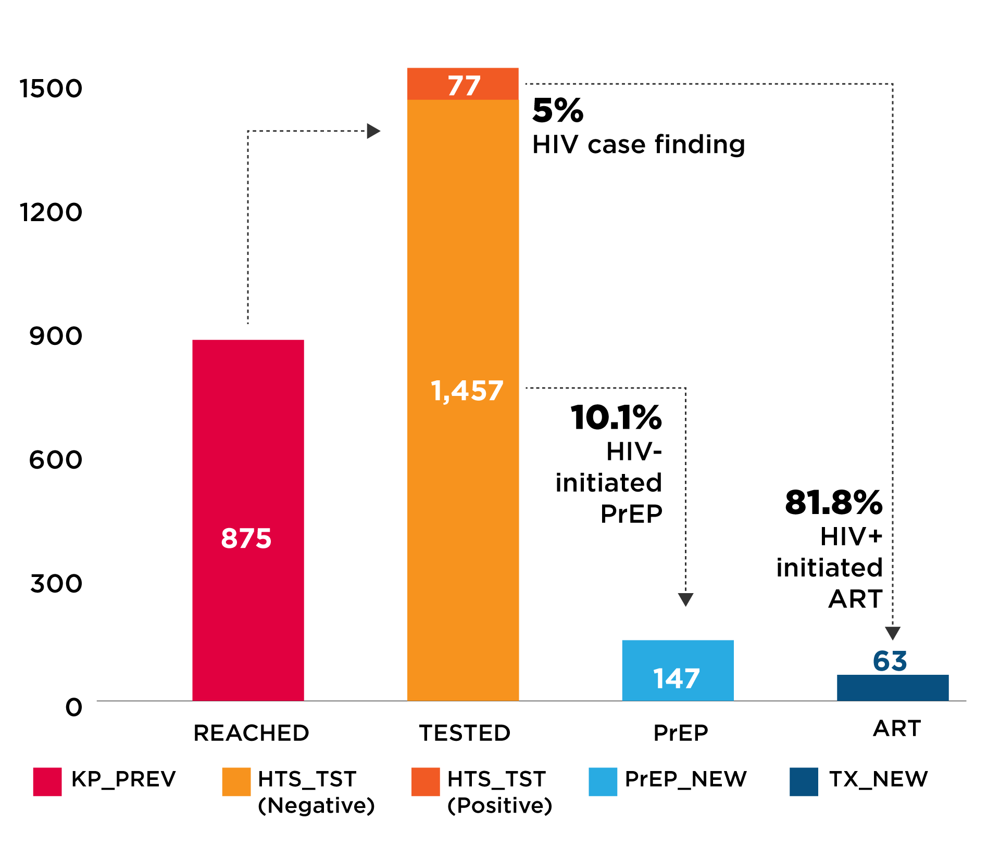 1500
1200
900
600
300
0
77
5%
HIV case finding
1,457
10.1%
HIV-
initiated
PrEP
81.8%
HIV+
initiated
ART
875
147
63
REACHED
TESTED
PrEP
ART
KP_PREV
HTS_TST
(Negative)
HTS_TST
(Positive)
PrEP_NEW
TX_NEW